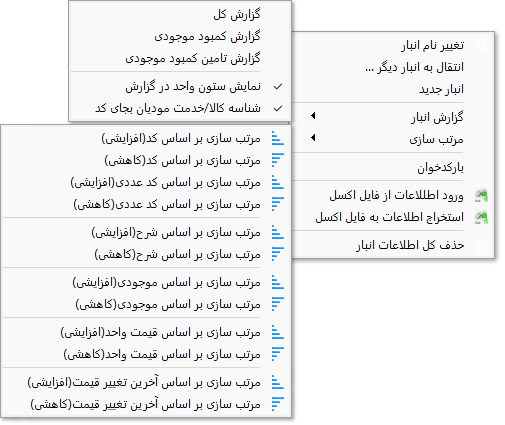 تغییر نام انبار
انتقال به انبار دیگر ...
انبار جدید
گزارش انبار
مرتب سازی
بارکدخوان
ورود اطلاعات از فایل اکسل
استخراج اطلاعات به فایل اکسل
حذف کل اطلاعات انبار
گزارش کل
گزارش کمبود موجودی
گزارش تامین کمبود موجودی
نمایش ستون واحد در گزارش
شناسه کالا/خدمت مودیان بجای کد
مرتب سازی بر اساس کد(افزایشی)
مرتب سازی بر اساس کد(کاهشی)
مرتب سازی بر اساس کد عددی(افزایشی)
مرتب سازی بر اساس کد عددی(کاهشی)
مرتب سازی بر اساس شرح(افزایشی)
مرتب سازی بر اساس شرح(کاهشی)
مرتب سازی بر اساس موجودی(افزایشی)
مرتب سازی بر اساس موجودی(کاهشی)
مرتب سازی بر اساس قیمت واحد(افزایشی)
مرتب سازی بر اساس قیمت واحد(کاهشی)
مرتب سازی بر اساس آخرین تغییر قیمت(افزایشی)
مرتب سازی بر اساس آخرین تغییر قیمت(کاهشی)